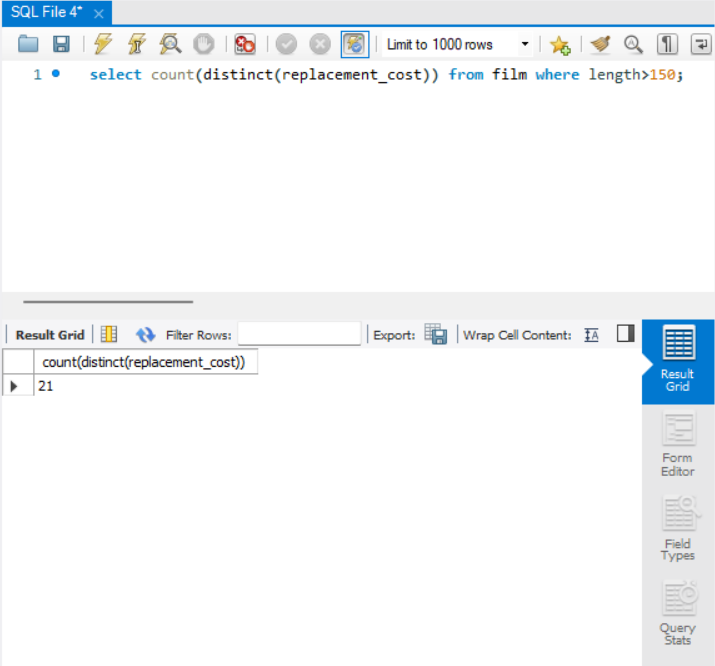 SQL File 4*
Limit to 1000 rows
1 select count(distinct(replacement_cost)) from film where length>150;
Result Grid Filter Rows: Export: Wrap Cell Content: IA
count(distinct(replacement_cost))
21
Result
Grid
Form
Editor
Field
Types
Query
Stats